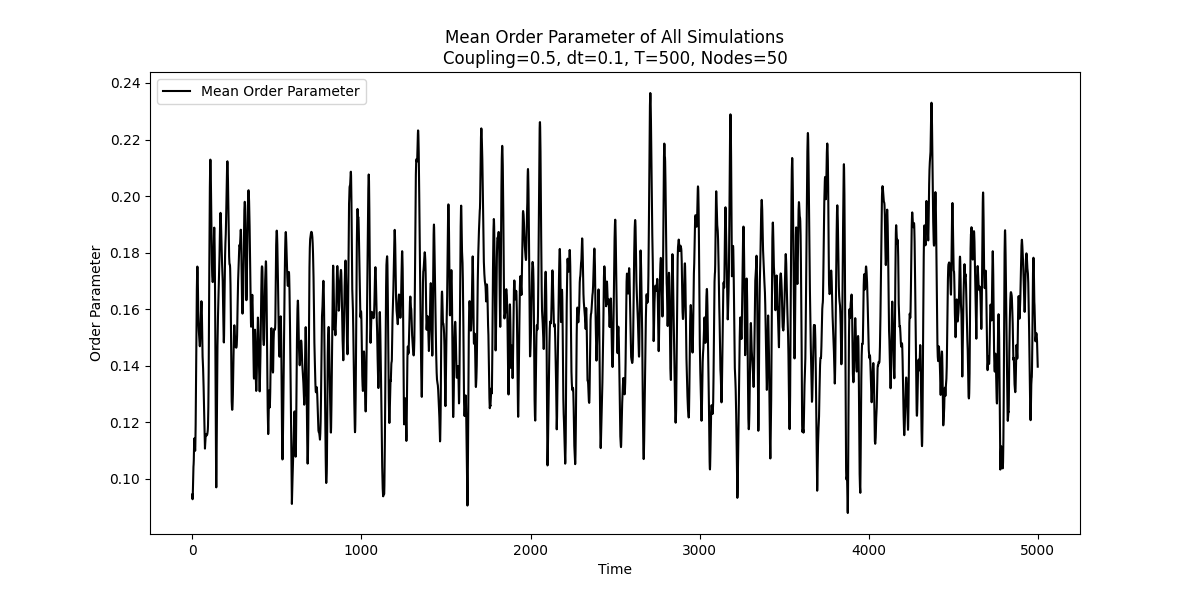 Mean Order Parameter of All Simulations
Coupling=0.5, dt=0.1, T=500, Nodes=50
Mean Order Parameter
Order Parameter
0.24
0.22
0.20
0.18
0.16
0.14
0.12
0.10
0 1000 2000 3000 4000 5000
Time